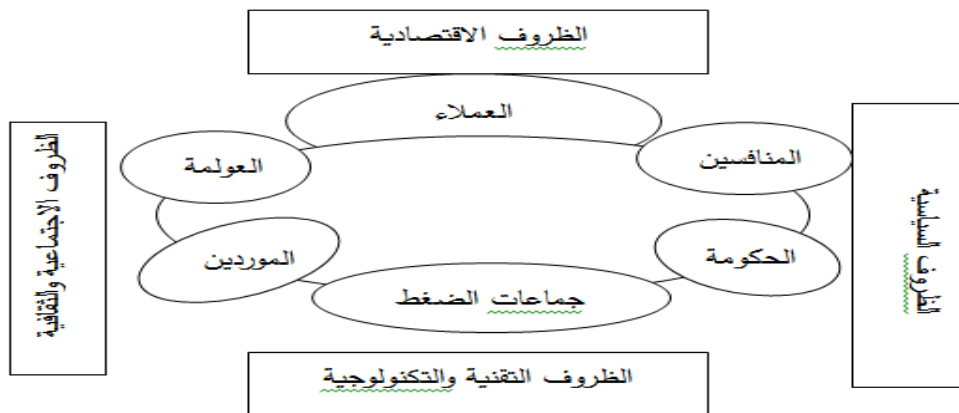 الظروف الاقتصادية
العملاء
المنافسين
العولمة
الظروف السياسية
الظروف الاجتماعية والثقافية
الحكومة
الموردين
جماعات الضغط
الظروف التقنية والتكنولوجية